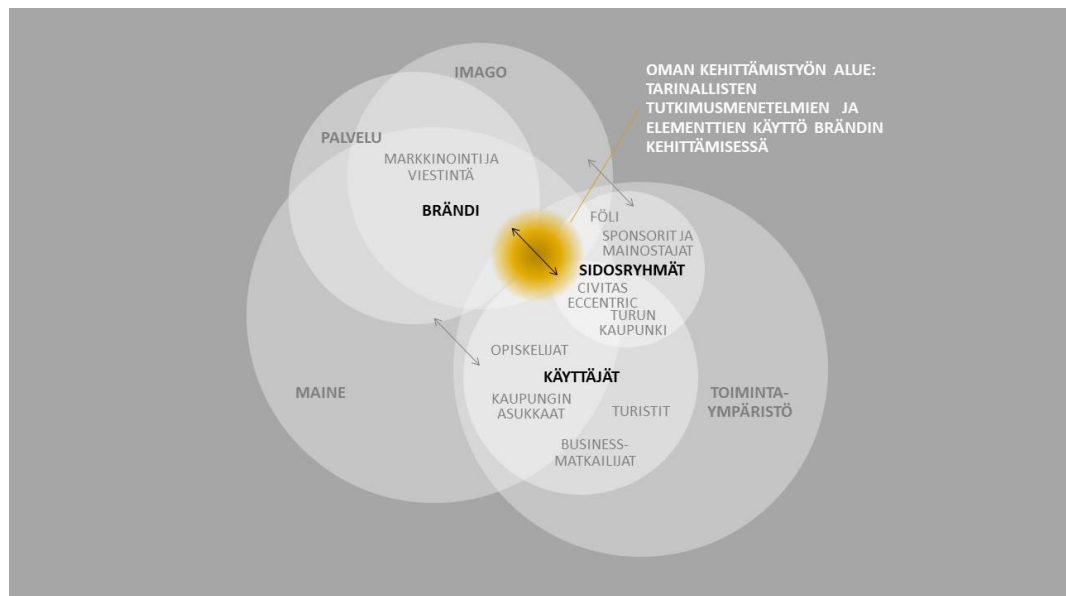 IMAGO
OMAN KEHITTÄMISTYÖN ALUE:
TARINALLISTEN
TUTKIMUSMENETELMIEN JA
ELEMENTTIEN KÄYTTÖ BRÄNDIN
KEHITTÄMISESSÄ
PALVELU
MARKKINOINTI JA
VIESTINTÄ
BRÄNDI
FÖLI
SPONSORIT JA
MAINOSTAJAT
SIDOSRYHMÄT
CIVITAS
ECCENTRIC
TURUN
KAUPUNKI
OPISKELIJAT
KÄYTTÄJÄT
MAINE
KAUPUNGIN
ASUKKAAT
TURISTIT
TOIMINTA-
YMPÄRISTÖ
BUSINESS-
MATKAILIJAT